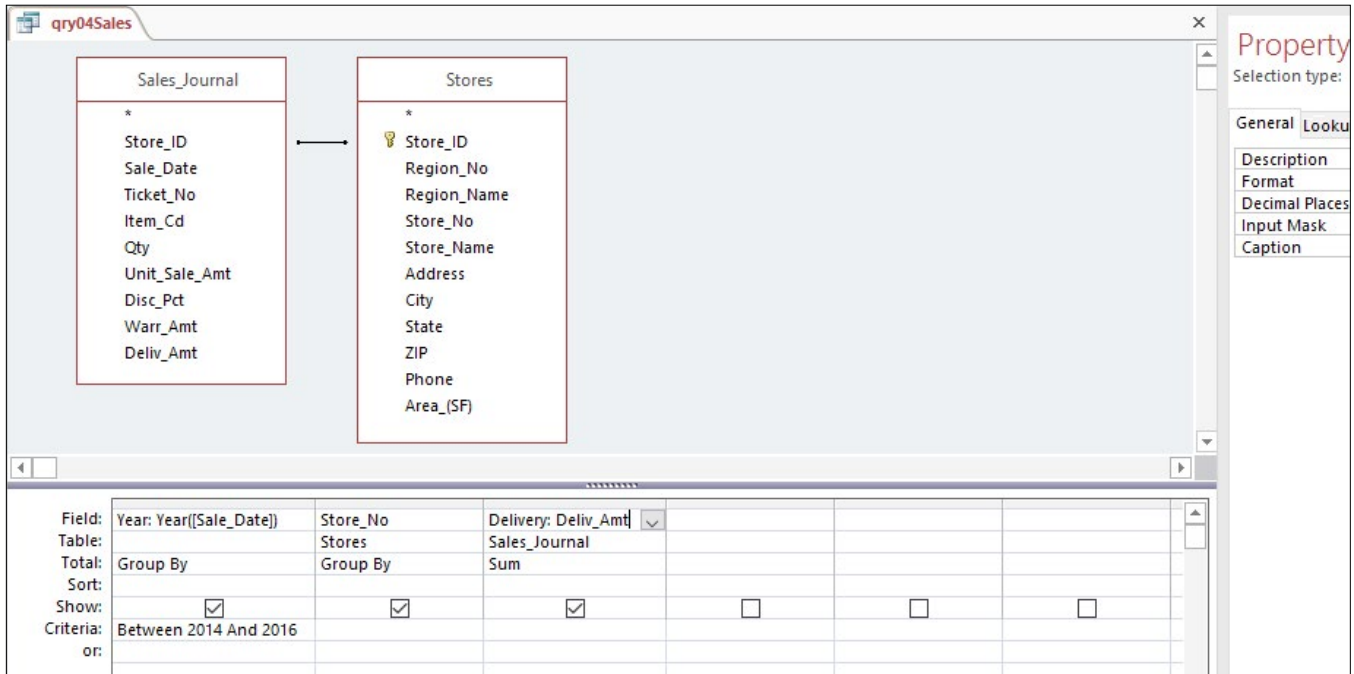 qry04Sales
Property
Selection type:
Sales_Journal
*
Store_ID
Sale_Date
Ticket_No
Item_Cd
Qty
Unit_Sale_Amt
Disc_Pct
Warr_Amt
Deliv_Amt
Stores
*
Store_ID
Region_No
Region_Name
Store_No
Store_Name
Address
City
State
ZIP
Phone
Area_(SF)
General Looku
Description
Format
Decimal Places
Input Mask
Caption
Field: Year: Year([Sale_Date]) Store_No Delivery: Deliv_Amt
Table: Stores Sales_Journal
Total: Group By Group By Sum
Sort:
Show:
Criteria: Between 2014 And 2016
or: